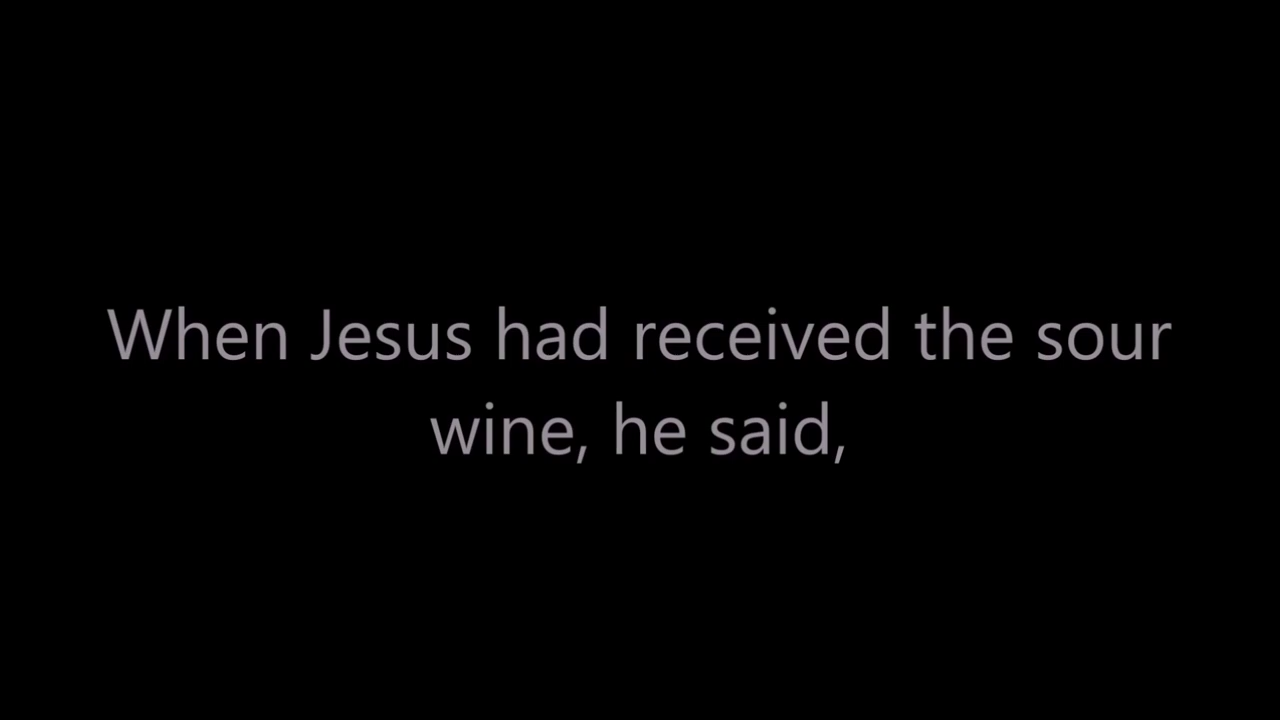 When Jesus had received the sour
wine, he said,